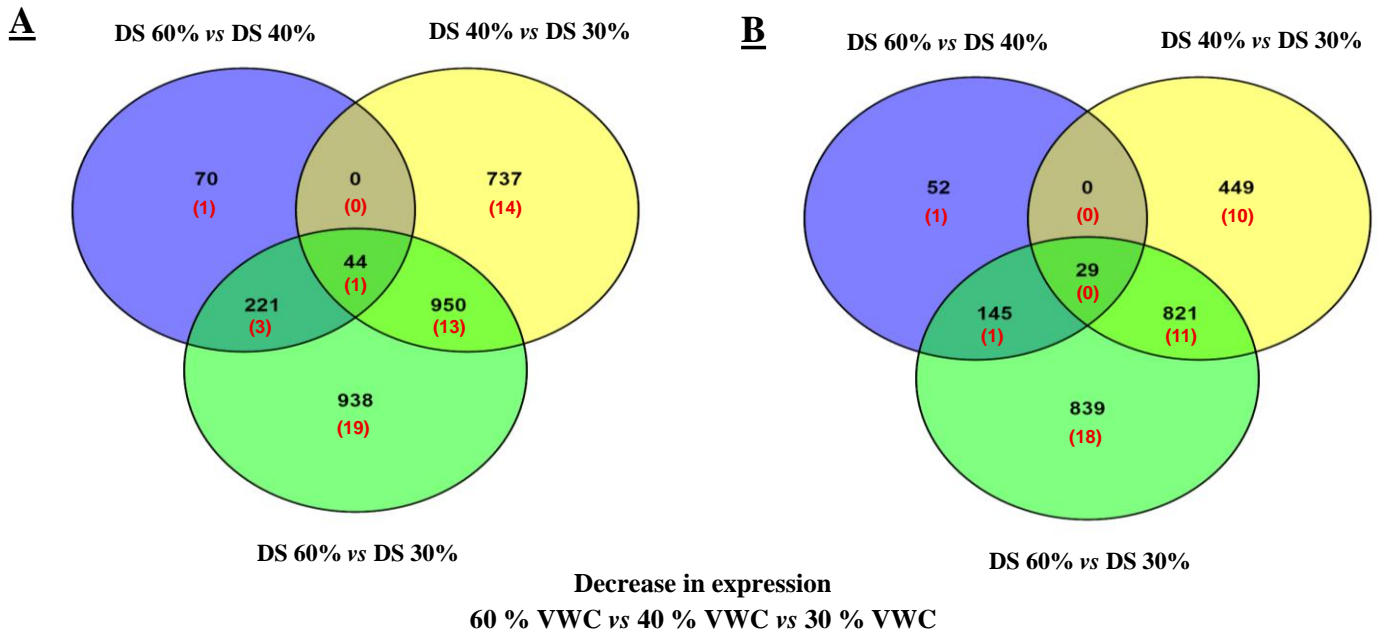 A
DS 60% vs DS 40%
DS 40% vs DS 30%
70
(1)
0
(0)
737
(14)
44
(1)
221
(3)
950
(13)
938
(19)
DS 60% vs DS 30%
B
DS 60% vs DS 40%
DS 40% vs DS 30%
52
(1)
0
(0)
449
(10)
29
(0)
145
(1)
821
(11)
839
(18)
DS 60% vs DS 30%
Decrease in expression
60 % VWC vs 40 % VWC vs 30 % VWC